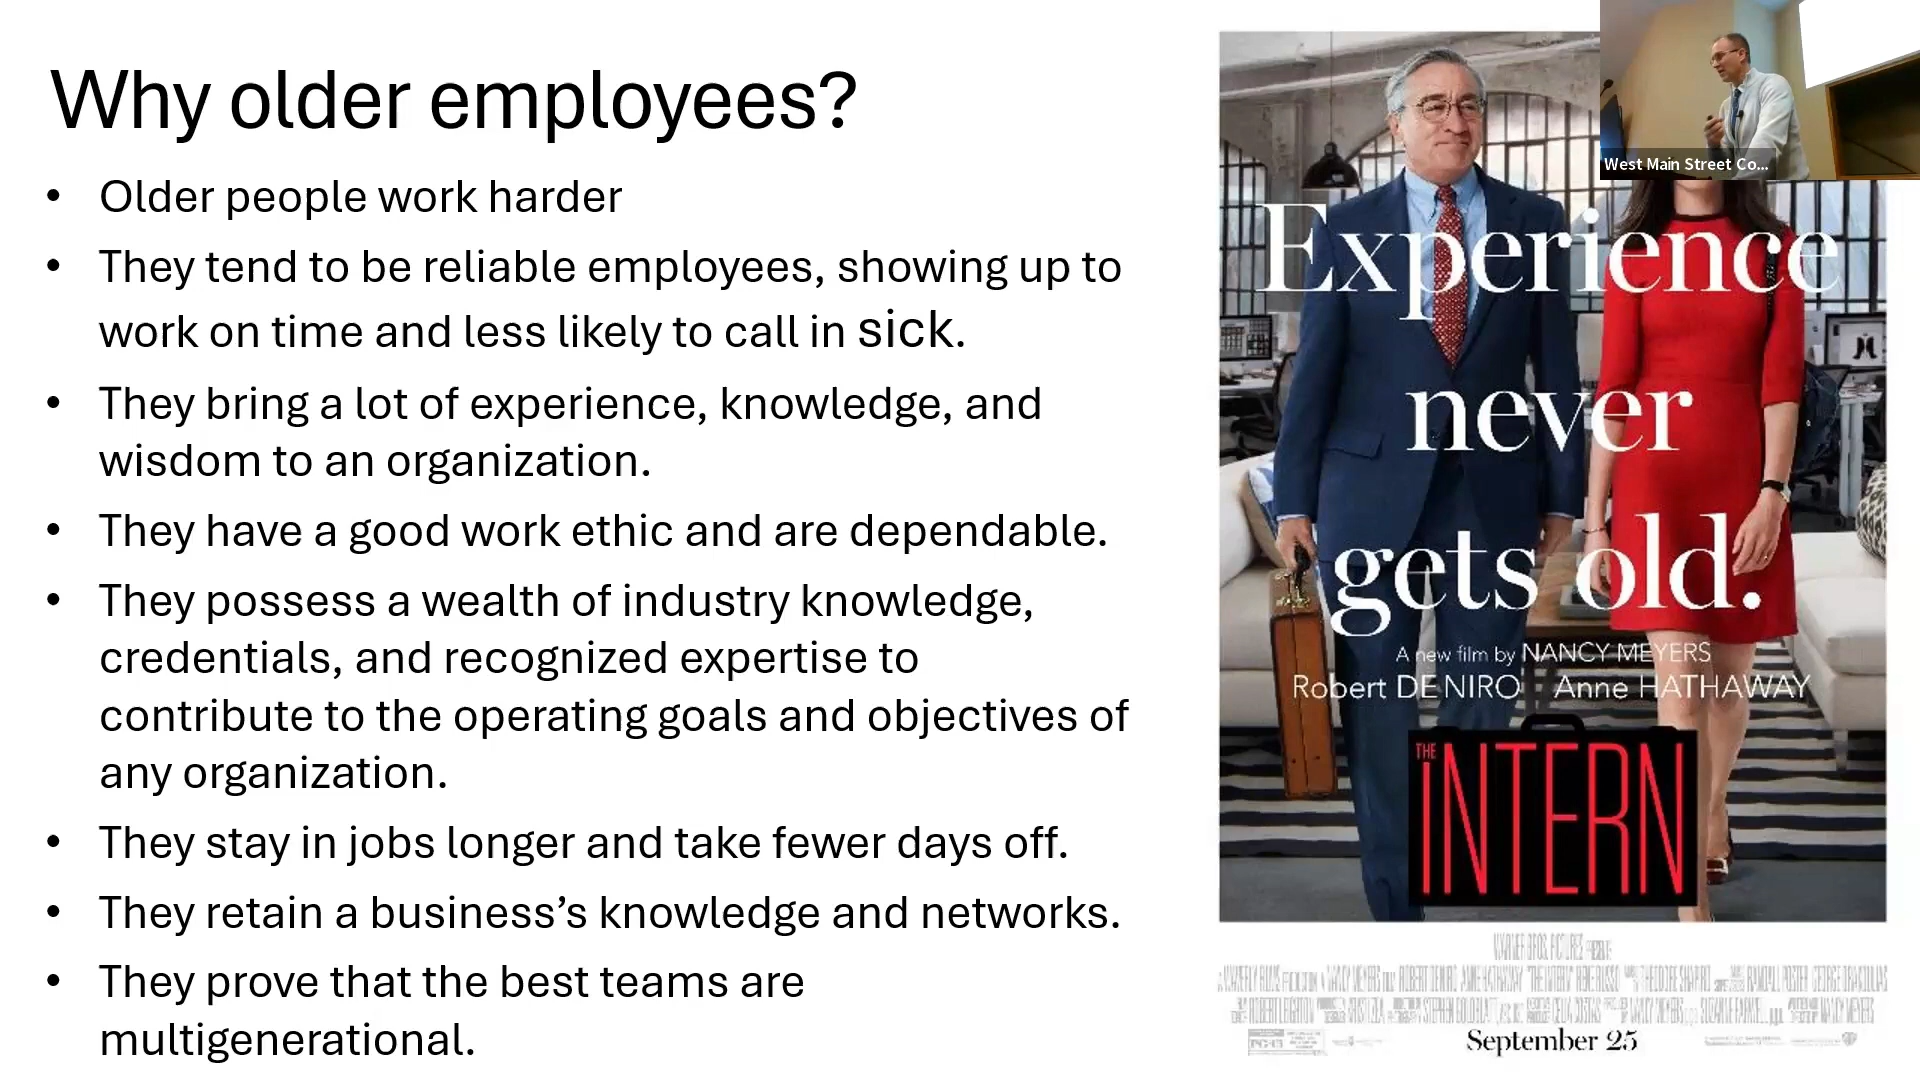 Why older employees?
• Older people work harder
• They tend to be reliable employees, showing up to
work on time and less likely to call in sick.
• They bring a lot of experience, knowledge, and
wisdom to an organization.
• They have a good work ethic and are dependable.
• They possess a wealth of industry knowledge,
credentials, and recognized expertise to
contribute to the operating goals and objectives of
any organization.
• They stay in jobs longer and take fewer days off.
• They retain a business’s knowledge and networks.
• They prove that the best teams are
multigenerational.
West Main Street Co...
Experience
never
gets old.
A new film by NANCY MEYERS
Robert DE NIRO Anne HATHAWAY
THE
INTERN
September 25